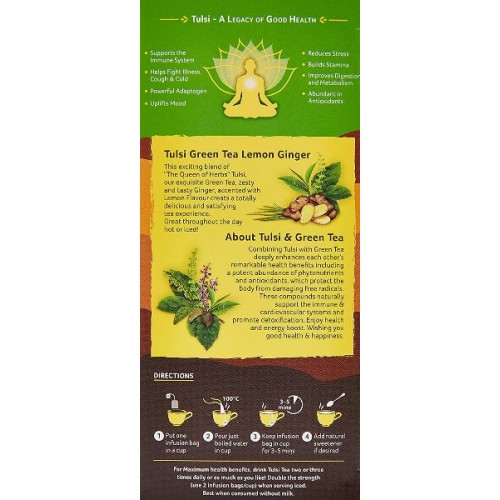 Tulsi - A Legacy of Good Health
• Supports the
Immune System
• Helps Fight Illness,
Cough & Cold
• Powerful Adaptogen
• Uplifts Mood
• Reduces Stress
• Builds Stamina
• Improves Digestion
and Metabolism
• Abundant in
Antioxidants
Tulsi Green Tea Lemon Ginger
This exciting blend of
"The Queen of Herbs" Tulsi,
our exquisite Green Tea, zesty
and tasty Ginger, accented with
Lemon Flavour creates a totally
delicious and satisfying
tea experience.
Great throughout the day
hot or iced!
About Tulsi & Green Tea
Combining Tulsi with Green Tea
deeply enhances each other's
remarkable health benefits including
a potent abundance of phytonutrients
and antioxidants, which protect the
body from damaging free radicals.
These compounds naturally
support the immune &
cardiovascular systems and
promote detoxification. Enjoy health
and energy boost. Wishing you
good health & happiness.
DIRECTIONS
100°C
3-5
mins
1 Put one
infusion bag
in a cup
2 Pour just
boiled water
in cup
3 Keep infusion
bag in cup
for 3-5 mins
4 Add natural
sweetener
if desired
For Maximum health benefits, drink Tulsi Tea two or three
times daily or as much as you like! Double the strength
(use 2 infusion bags/cup) when serving iced.
Best when consumed without milk.